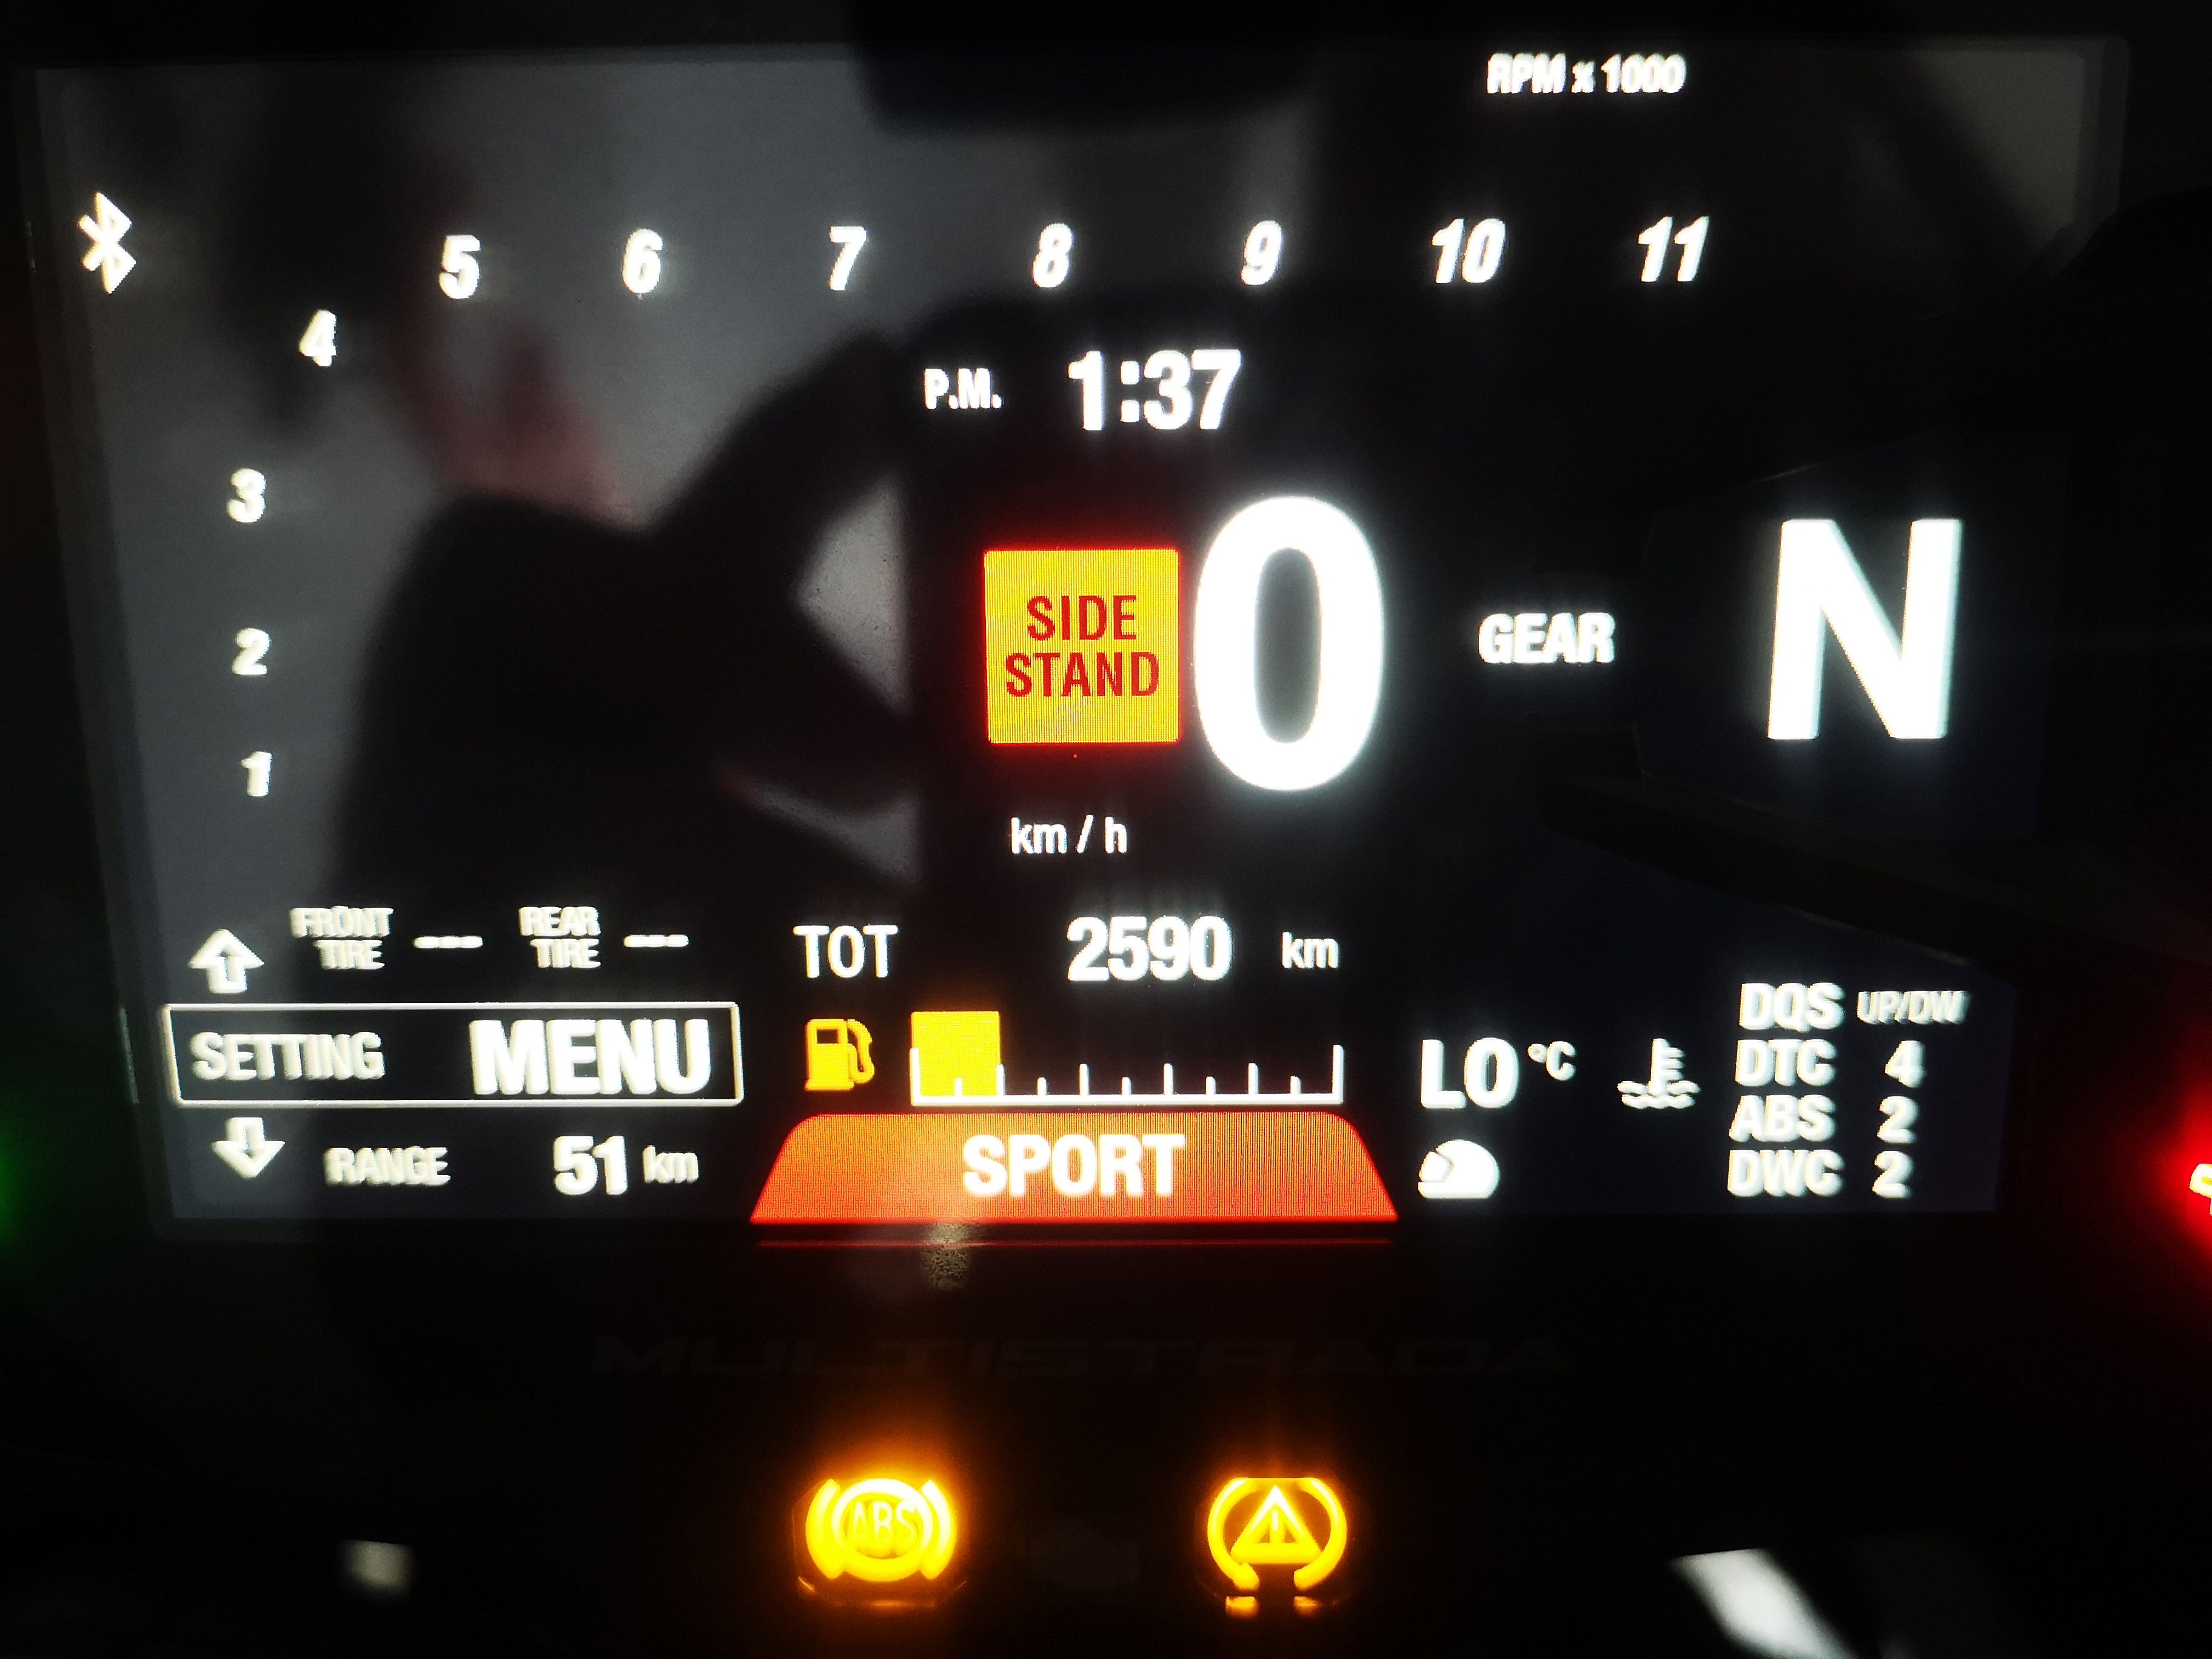 RPM x 1000
4 5 6 7 8 9 10 11
P.M. 1:37
3
2
1
SIDE
STAND
0
GEAR N
km / h
FRONT
TIRE --- REAR
TIRE ---
TOT 2590 km
SETTING MENU
RANGE 51 km
SPORT
LO °C
DQS UP/DW
DTC 4
ABS 2
DWC 2
MULTISTRADA
ABS